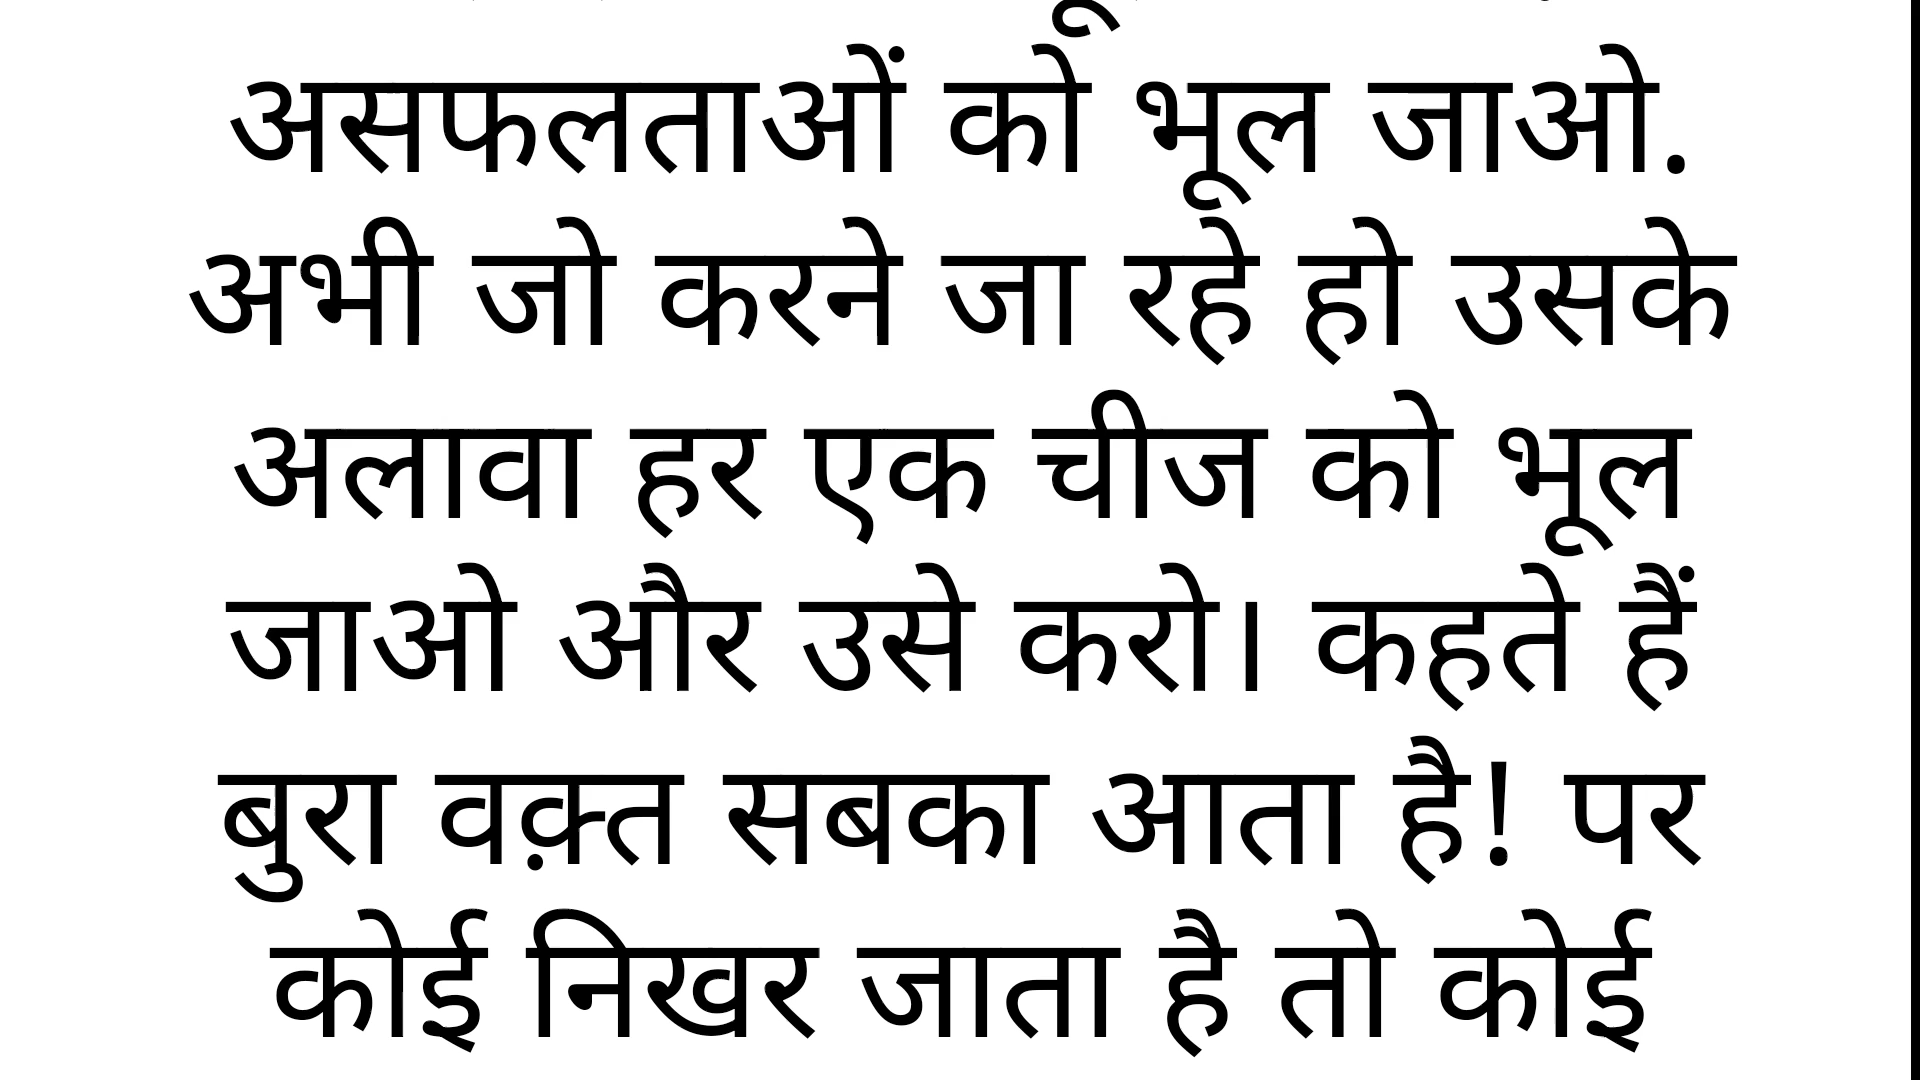 असफलताओं को भूल जाओ.
अभी जो करने जा रहे हो उसके
अलावा हर एक चीज को भूल
जाओ और उसे करो। कहते हैं
बुरा वक़्त सबका आता है! पर
कोई निखर जाता है तो कोई